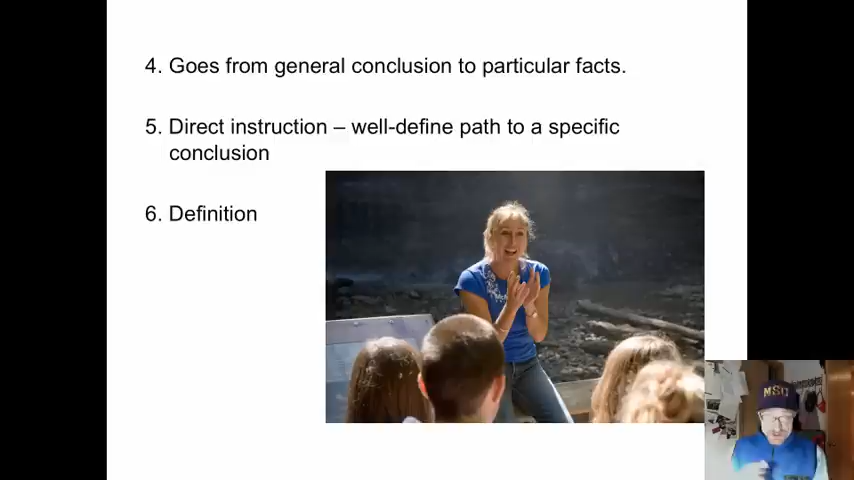 4. Goes from general conclusion to particular facts.
5. Direct instruction – well-define path to a specific
conclusion
6. Definition
MSU